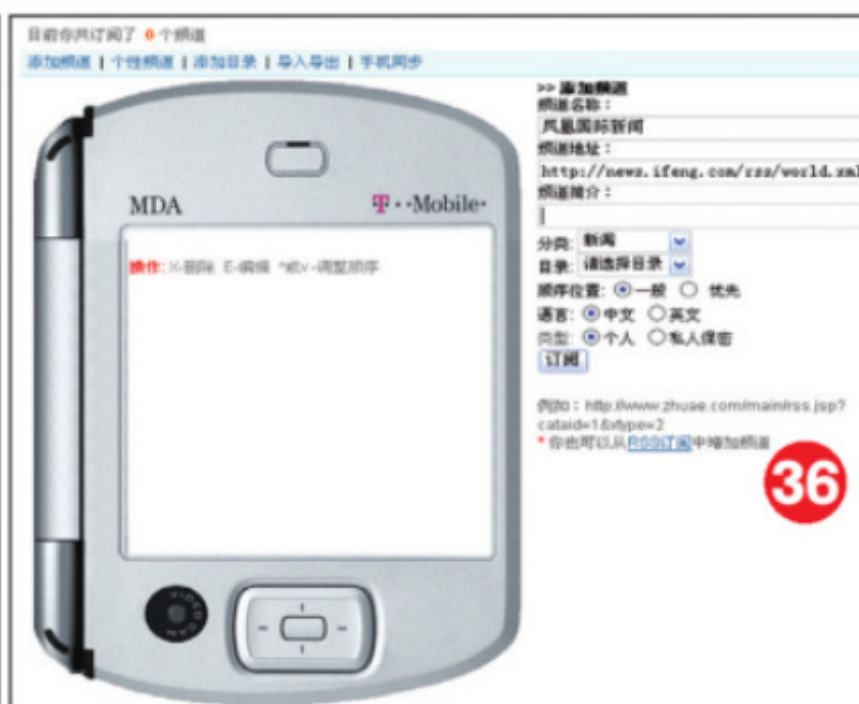 目前你共订阅了 0 个频道
添加频道 | 个性频道 | 添加目录 | 导入导出 | 手机同步
>> 添加频道
频道名称：
凤凰国际新闻
频道地址：
http://news.ifeng.com/rss/world.xml
频道简介：
分类: 新闻
目录: 请选择目录
顺序位置: 一般 优先
语言: 中文 英文
类型: 个人 私人保密
订阅
例如：http://www.zhuae.com/main/rss.jsp?
cataid=1&xtype=2
* 你也可以从RSS订阅中增加频道
36
MDA
T··Mobile·
操作: X-删除 E-编辑 ^或v-调整顺序
VIDEO CAM